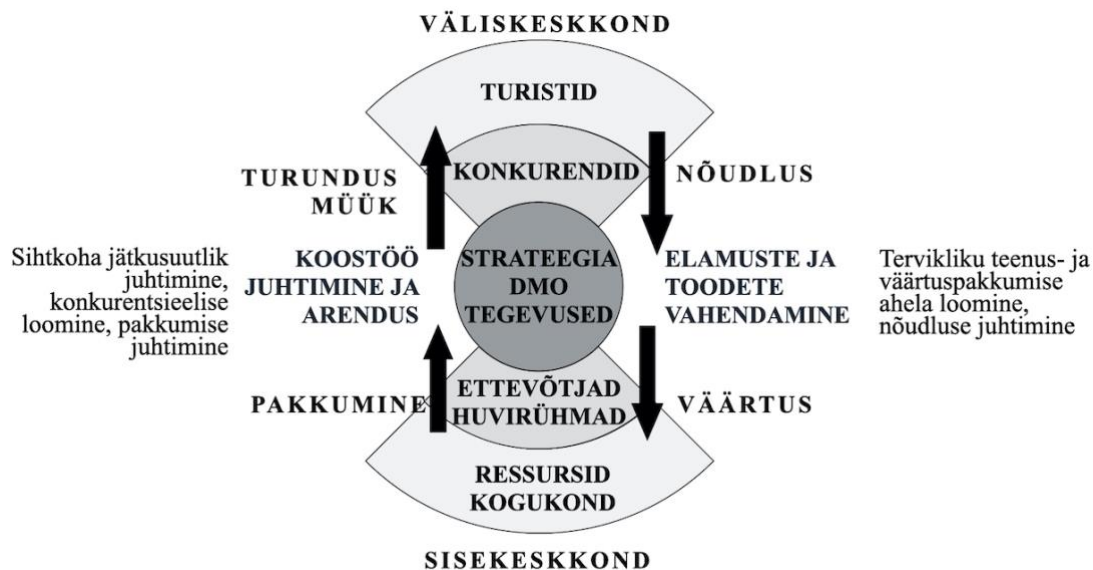 VÄLISKESKKOND
TURISTID
KONKURENDID
TURUNDUS
MÜÜK
NÕUDLUS
Sihtkoha jätkusuutlik
juhtimine,
konkurentsieelise
loomine, pakkumise
juhtimine
KOOSTÖÖ
JUHTIMINE JA
ARENDUS
STRATEEGIA
DMO
TEGEVUSED
ELAMUSTE JA
TOODETE
VAHENDAMINE
Tervikliku teenus- ja
väärtuspakkumise
ahela loomine,
nõudluse juhtimine
PAKKUMINE
ETTEVÕTJAD
HUVIRÜHMAD
VÄÄRTUS
RESSURSID
KOGUKOND
SISEKESKKOND